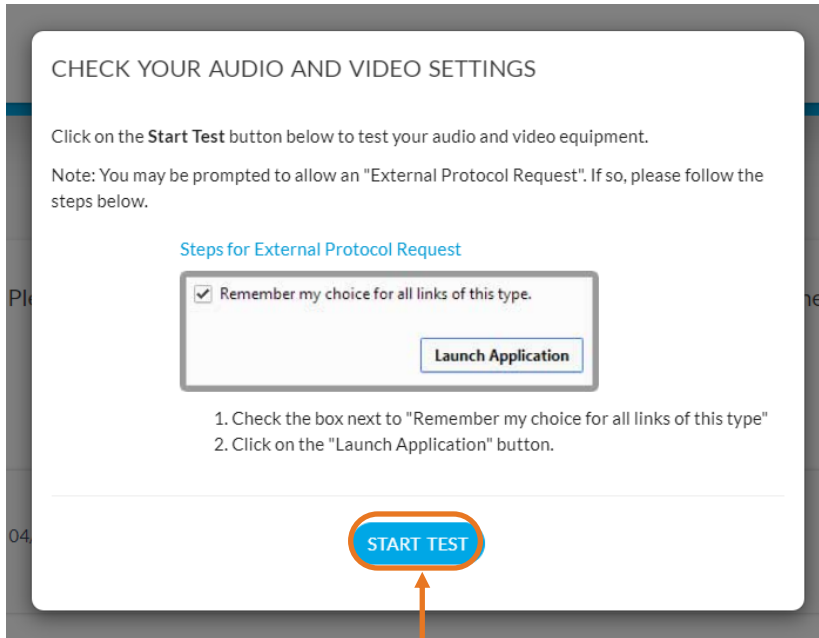 CHECK YOUR AUDIO AND VIDEO SETTINGS
Click on the Start Test button below to test your audio and video equipment.
Note: You may be prompted to allow an "External Protocol Request". If so, please follow the
steps below.
Steps for External Protocol Request
Ple
Remember my choice for all links of this type.
Launch Application
1. Check the box next to "Remember my choice for all links of this type"
2. Click on the "Launch Application" button.
04/
START TEST